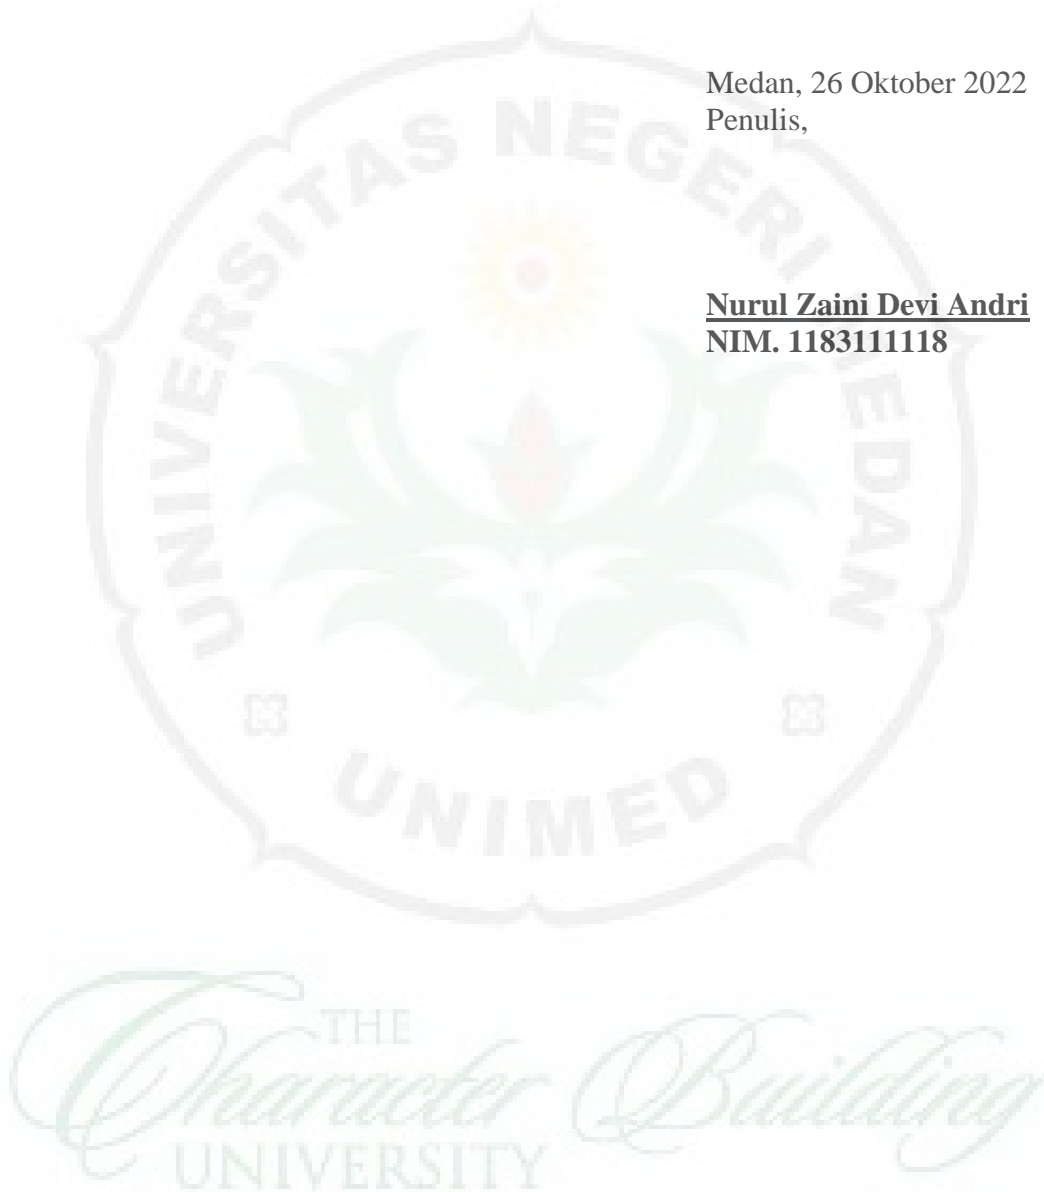 Medan, 26 Oktober 2022
Penulis,
Nurul Zaini Devi Andri
NIM. 1183111118
UNIVERSITAS NEGERI MEDAN
UNIMED
THE
Character Building
UNIVERSITY